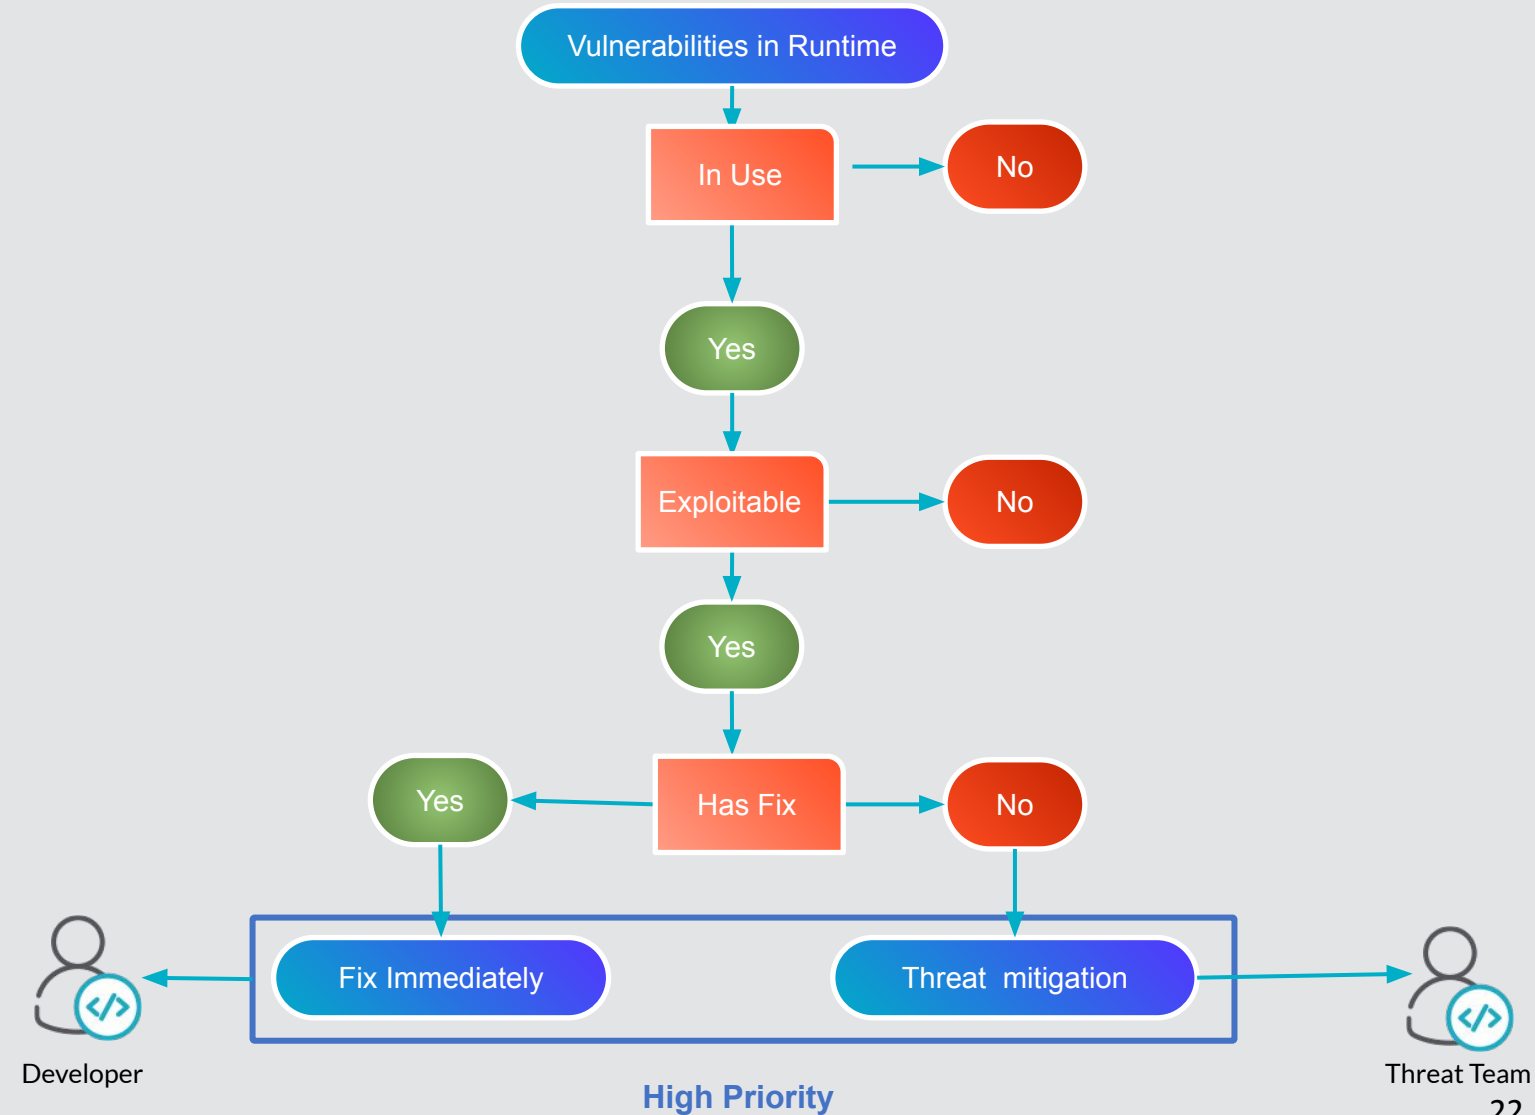 Vulnerabilities in Runtime
In Use
No
Yes
Exploitable
No
Yes
Yes
Has Fix
No
Fix Immediately
Threat mitigation
</>
</>
Developer
Threat Team
High Priority
22